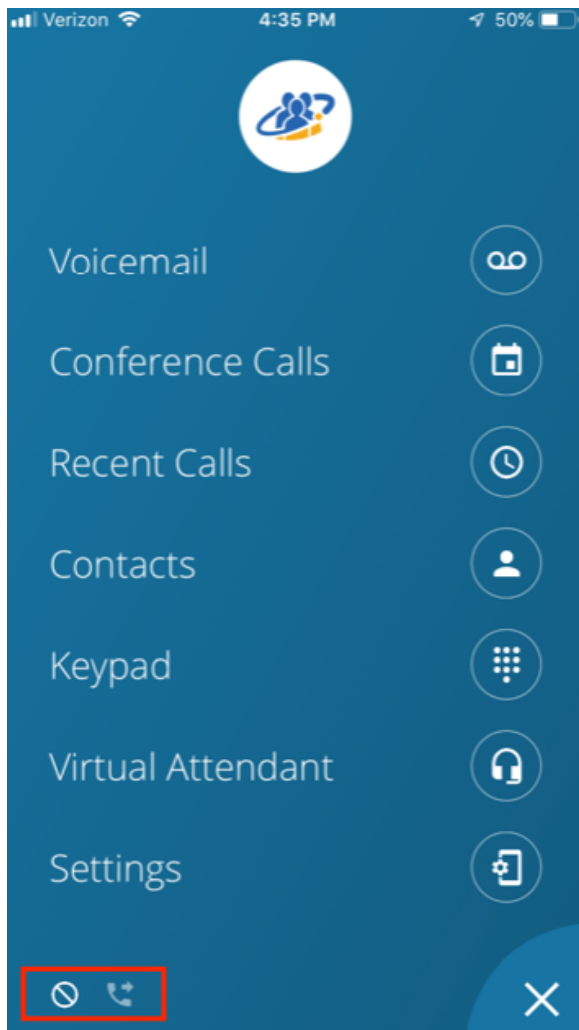 Verizon 4:35 PM 50%
Voicemail
Conference Calls
Recent Calls
Contacts
Keypad
Virtual Attendant
Settings